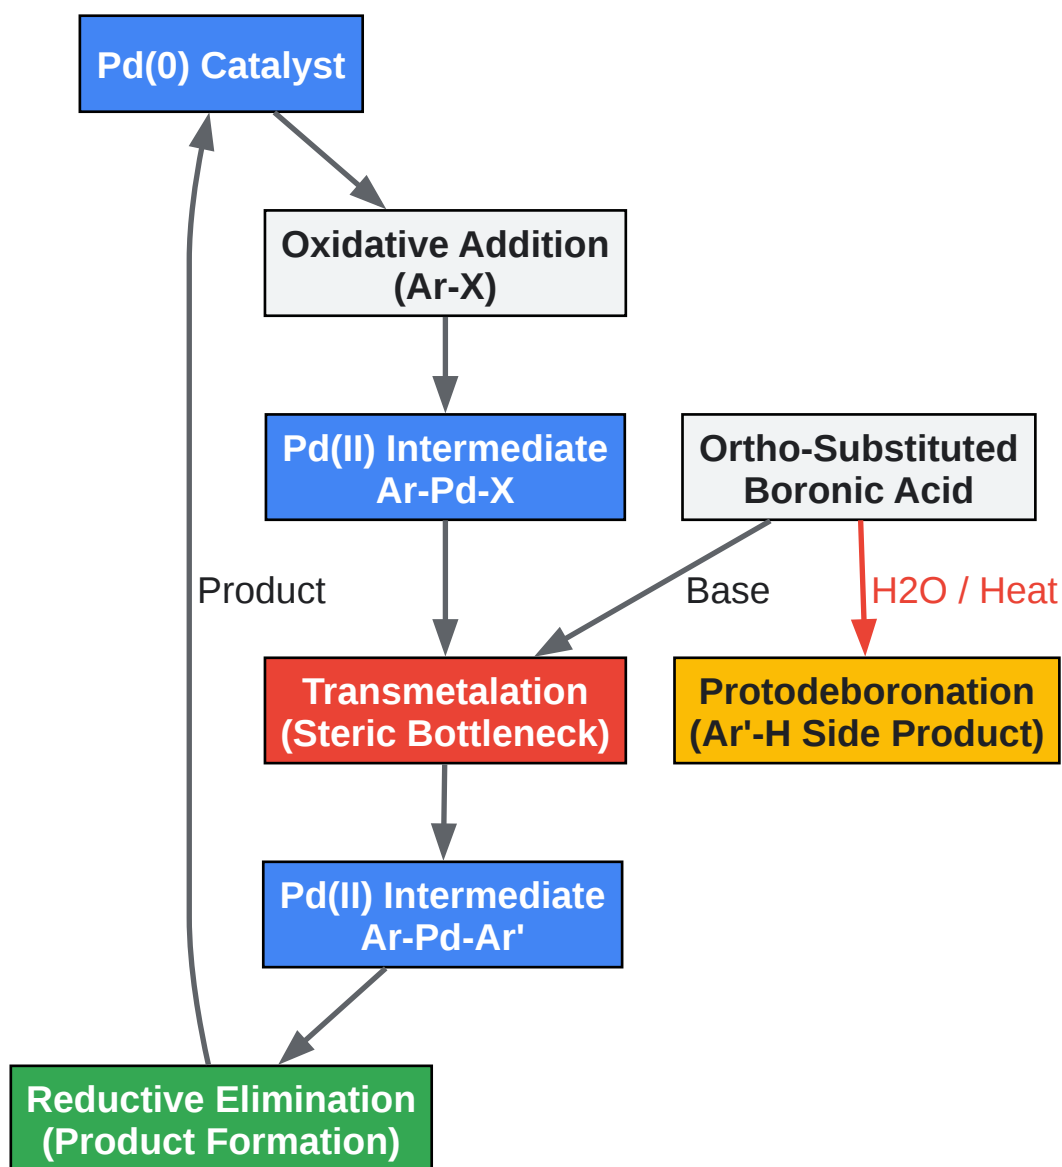 Pd(0) Catalyst
Oxidative Addition
(Ar-X)
Pd(II) Intermediate
Ar-Pd-X
Ortho-Substituted
Boronic Acid
Product
Base
H2O / Heat
Transmetalation
(Steric Bottleneck)
Protodeboronation
(Ar'-H Side Product)
Pd(II) Intermediate
Ar-Pd-Ar'
Reductive Elimination
(Product Formation)